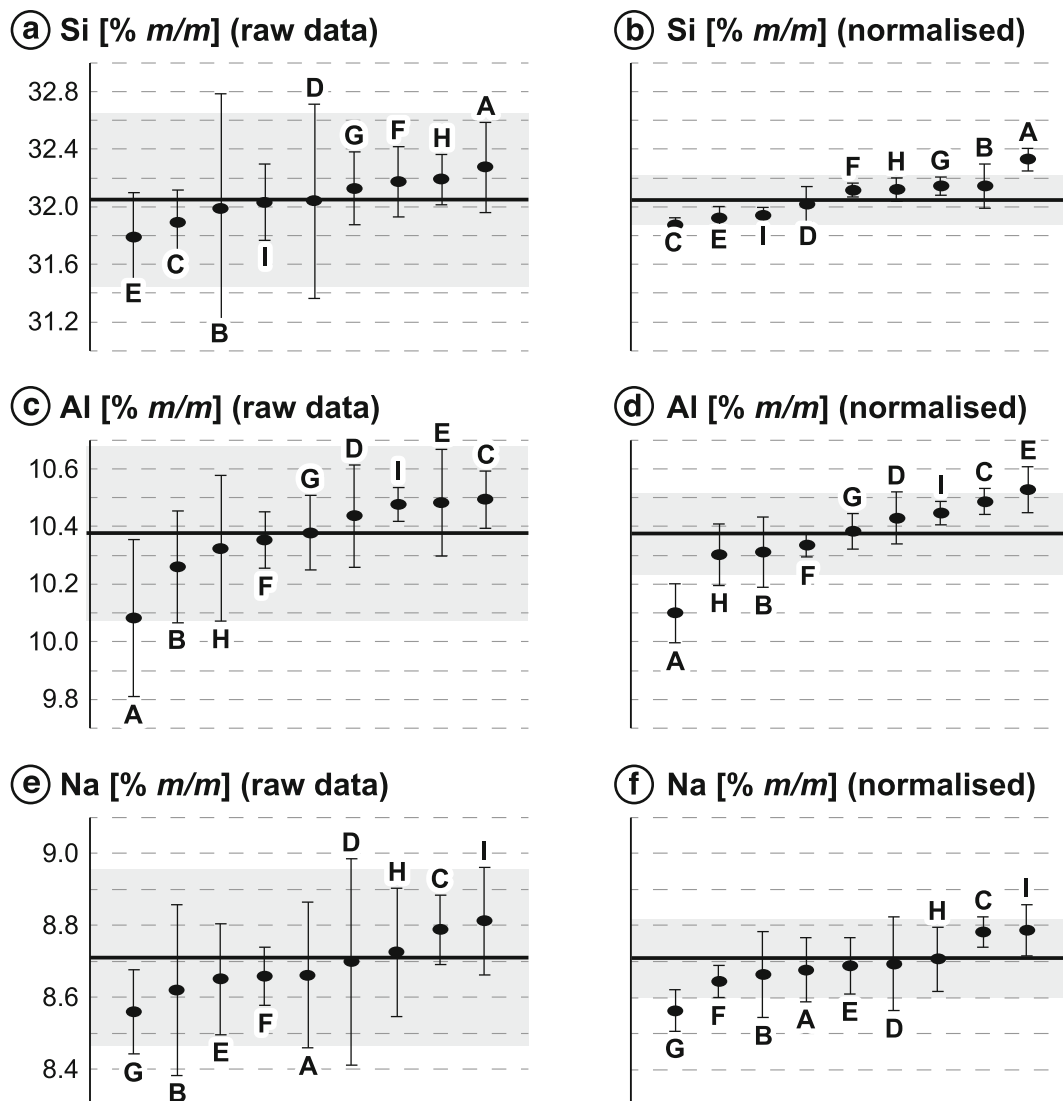 a Si [% m/m] (raw data)
32.8
32.4
32.0
31.6
31.2
E C B I D G F H A
b Si [% m/m] (normalised)
C E I D F H G B A
c Al [% m/m] (raw data)
10.6
10.4
10.2
10.0
9.8
A B H F G D I E C
d Al [% m/m] (normalised)
A H B F G D I C E
e Na [% m/m] (raw data)
9.0
8.8
8.6
8.4
G B E F A D H C I
f Na [% m/m] (normalised)
G F B A E D H C I